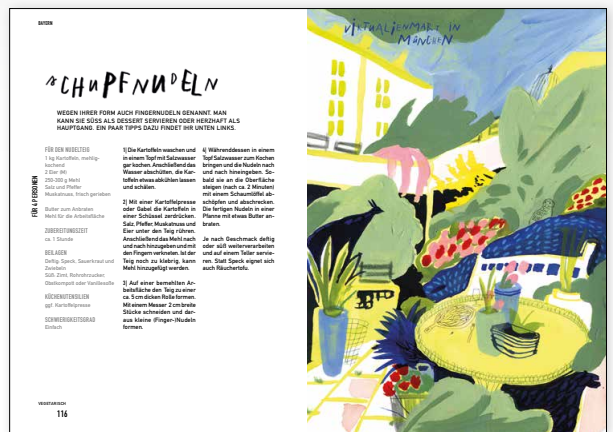 BAYERN
SCHUPFNUDELN
WEGEN IHRER FORM AUCH FINGERNUDELN GENANNT. MAN
KANN SIE SÜSS ALS DESSERT SERVIEREN ODER HERZHAFT ALS
HAUPTGANG. EIN PAAR TIPPS DAZU FINDET IHR UNTEN LINKS.
FÜR 4 PERSONEN
FÜR DEN NUDELTEIG
1 kg Kartoffeln, mehlig-
kochend
2 Eier (M)
250-300 g Mehl
Salz und Pfeffer
Muskatnuss, frisch gerieben
Butter zum Anbraten
Mehl für die Arbeitsfläche
ZUBEREITUNGSZEIT
ca. 1 Stunde
BEILAGEN
Deftig: Speck, Sauerkraut und
Zwiebeln
Süß: Zimt, Rohrohrzucker,
Obstkompott oder Vanillesoße
KÜCHENUTENSILIEN
ggf. Kartoffelpresse
SCHWIERIGKEITSGRAD
Einfach
1) Die Kartoffeln waschen und
in einem Topf mit Salzwasser
gar kochen. Anschließend das
Wasser abschütten, die Kar-
toffeln etwas abkühlen lassen
und schälen.
2) Mit einer Kartoffelpresse
oder Gabel die Kartoffeln in
einer Schüssel zerdrücken.
Salz, Pfeffer, Muskatnuss und
Eier unter den Teig rühren.
Anschließend das Mehl nach
und nach hinzugeben und mit
den Fingern verkneten. Ist der
Teig noch zu klebrig, kann
Mehl hinzugefügt werden.
3) Auf einer bemehlten Ar-
beitsfläche den Teig zu einer
ca. 5 cm dicken Rolle formen.
Mit einem Messer 2 cm breite
Stücke schneiden und dar-
aus kleine (Finger-)Nudeln
formen.
4) Währenddessen in einem
Topf Salzwasser zum Kochen
bringen und die Nudeln nach
und nach hineingeben. So-
bald sie an die Oberfläche
steigen (nach ca. 2 Minuten)
mit einem Schaumlöffel ab-
schöpfen und abschrecken.
Die fertigen Nudeln in einer
Pfanne mit etwas Butter an-
braten.
Je nach Geschmack deftig
oder süß weiterverarbeiten
und auf einem Teller servie-
ren. Statt Speck eignet sich
auch Räuchertofu.
VEGETARISCH
116
VIKTUALIENMARKT IN
MÜNCHEN